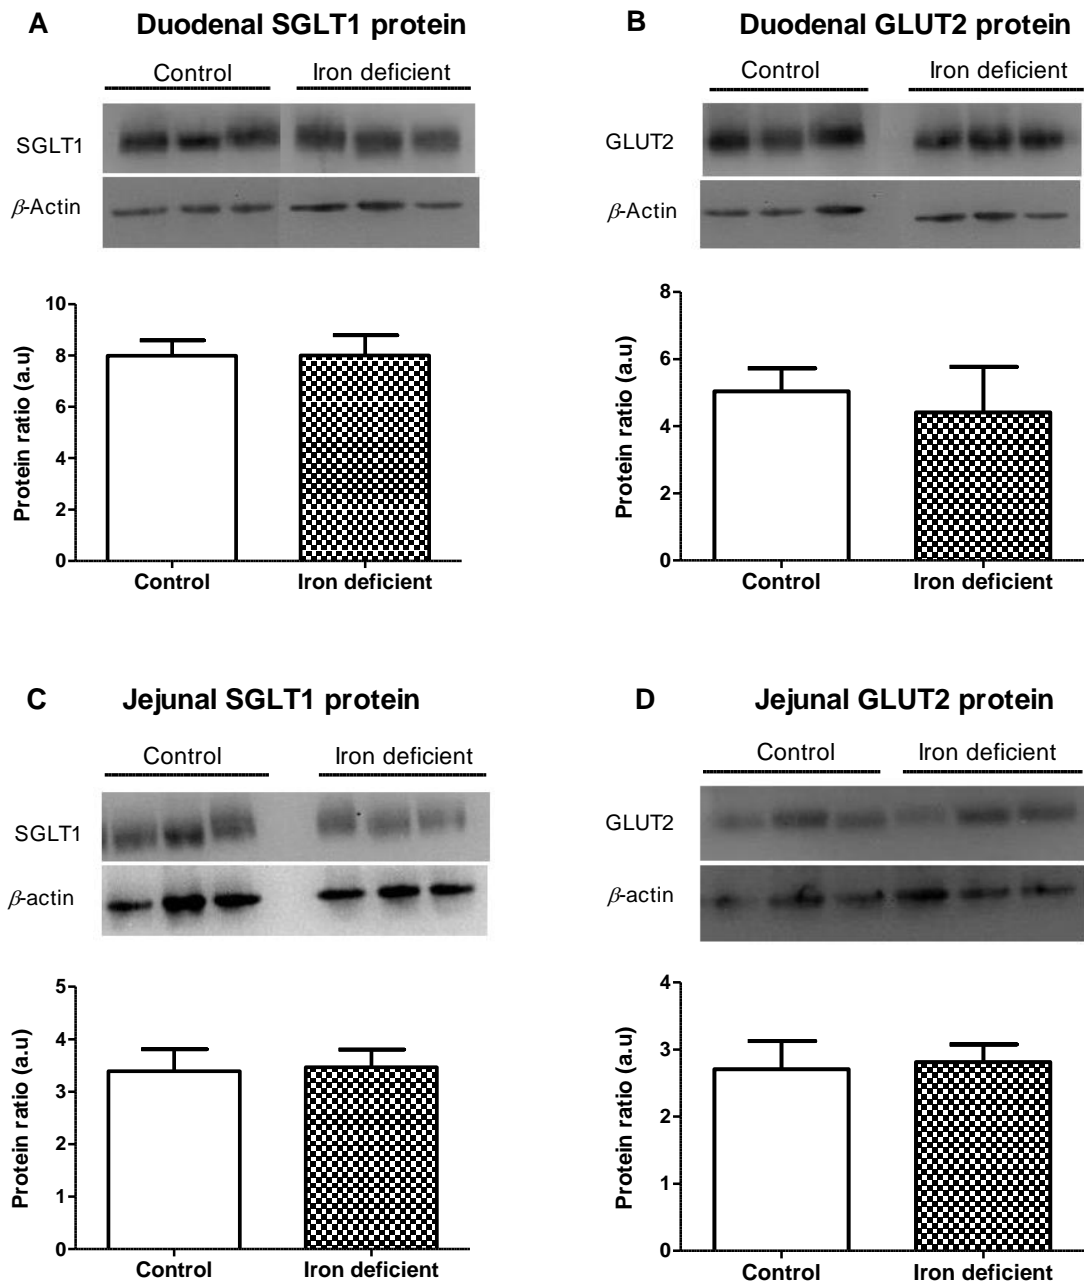 A Duodenal SGLT1 protein
Control Iron deficient
SGLT1
β-Actin
Protein ratio (a.u)
10
8
6
4
2
0
Control Iron deficient
B Duodenal GLUT2 protein
Control Iron deficient
GLUT2
β-Actin
Protein ratio (a.u)
8
6
4
2
0
Control Iron deficient
C Jejunal SGLT1 protein
Control Iron deficient
SGLT1
β-actin
Protein ratio (a.u)
5
4
3
2
1
0
Control Iron deficient
D Jejunal GLUT2 protein
Control Iron deficient
GLUT2
β-actin
Protein ratio (a.u)
4
3
2
1
0
Control Iron deficient